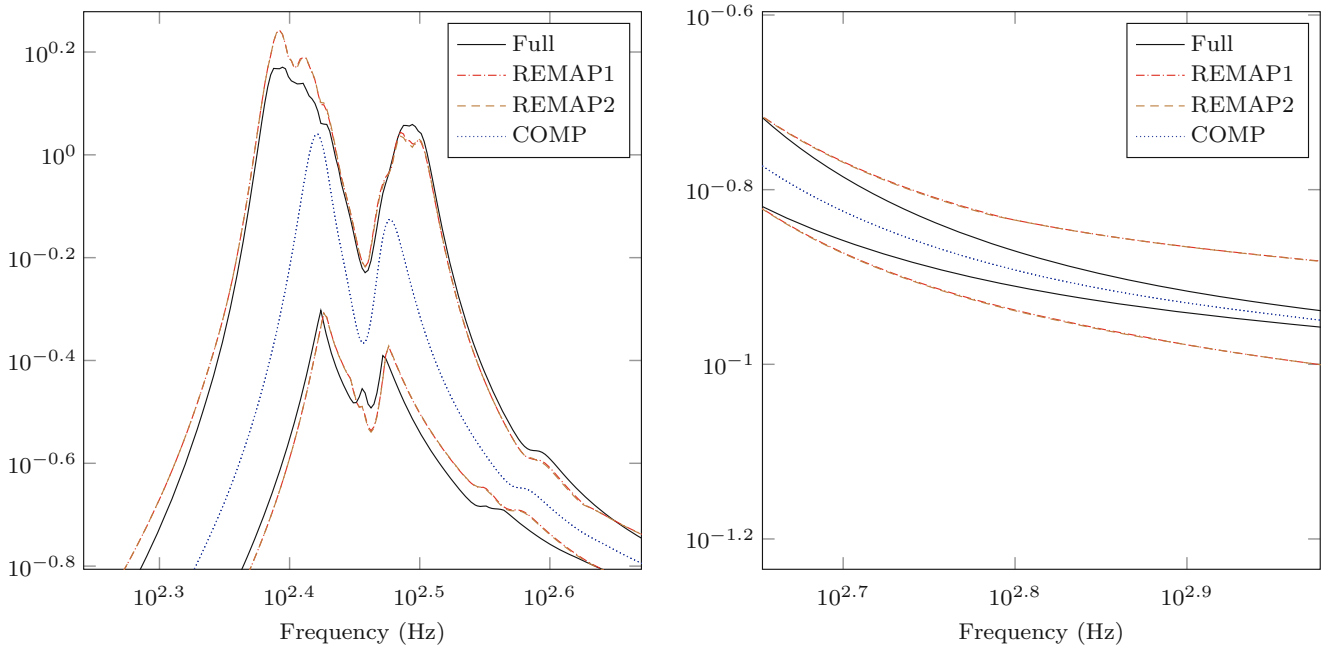 10^0.2
10^0
10^−0.2
10^−0.4
10^−0.6
10^−0.8
10^2.3
10^2.4
10^2.5
10^2.6
Frequency (Hz)
Full
REMAP1
REMAP2
COMP
10^−0.6
10^−0.8
10^−1
10^−1.2
10^2.7
10^2.8
10^2.9
Frequency (Hz)
Full
REMAP1
REMAP2
COMP